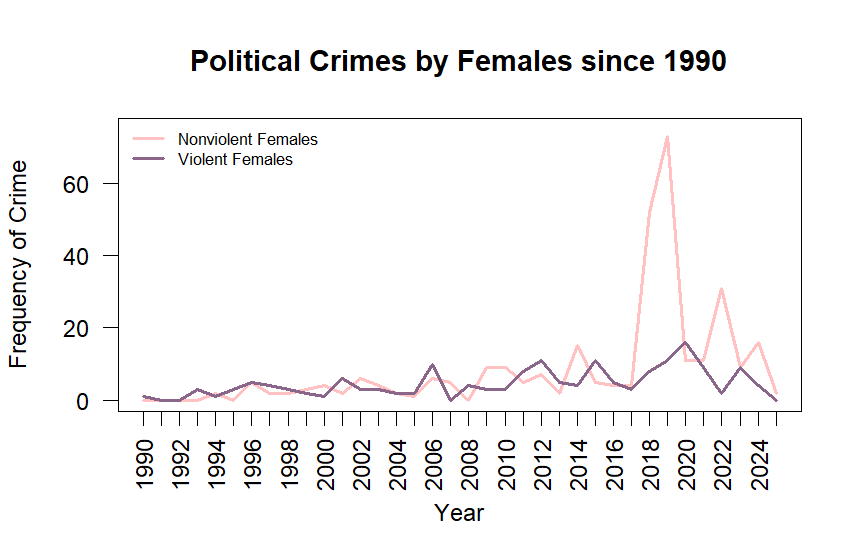 Political Crimes by Females since 1990
Nonviolent Females
Violent Females
Frequency of Crime
60
40
20
0
1990 1992 1994 1996 1998 2000 2002 2004 2006 2008 2010 2012 2014 2016 2018 2020 2022 2024
Year